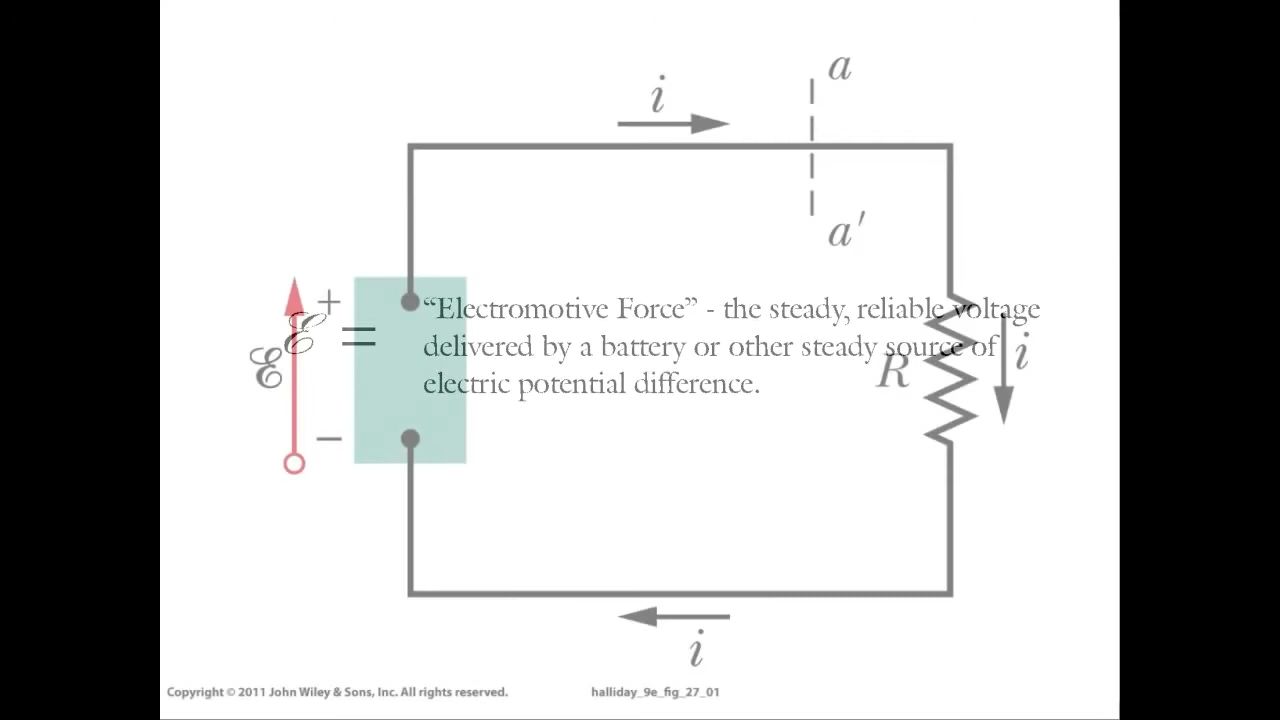 i
a
a′
+
“Electromotive Force” - the steady, reliable voltage
ℰ =
delivered by a battery or other steady source of
ℰ
R
i
electric potential difference.
−
i
Copyright © 2011 John Wiley & Sons, Inc. All rights reserved.
halliday_9e_fig_27_01